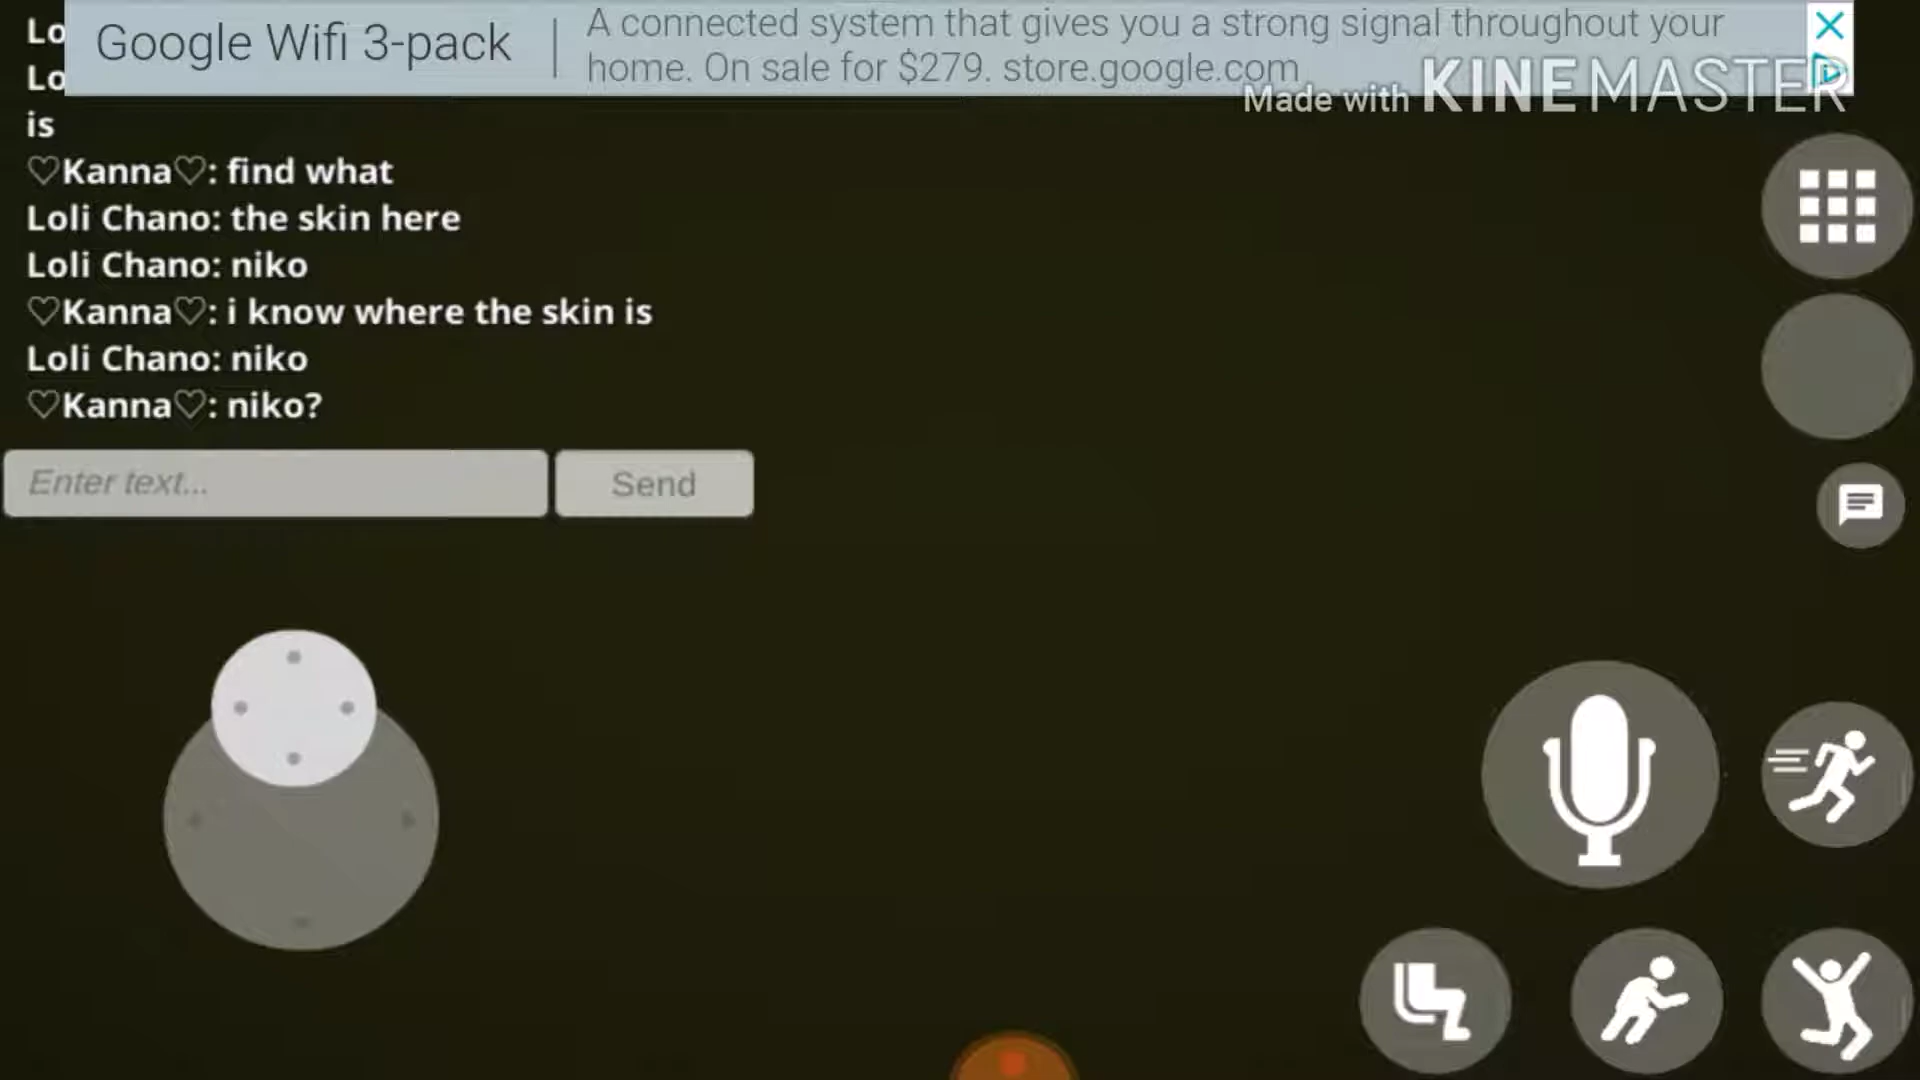 Lo
Google Wifi 3-pack
A connected system that gives you a strong signal throughout your
home. On sale for $279. store.google.com
Made with KINEMASTER
Lo
is
♡Kanna♡: find what
Loli Chano: the skin here
Loli Chano: niko
♡Kanna♡: i know where the skin is
Loli Chano: niko
♡Kanna♡: niko?
Enter text...
Send